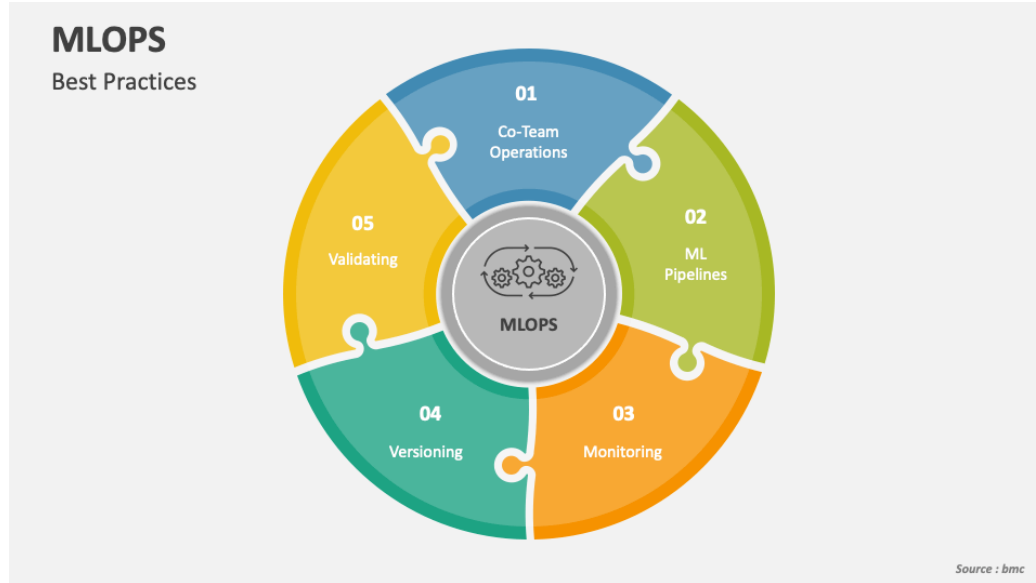 MLOPS
Best Practices
01
Co-Team
Operations
02
ML
Pipelines
03
Monitoring
04
Versioning
05
Validating
MLOPS
Source : bmc